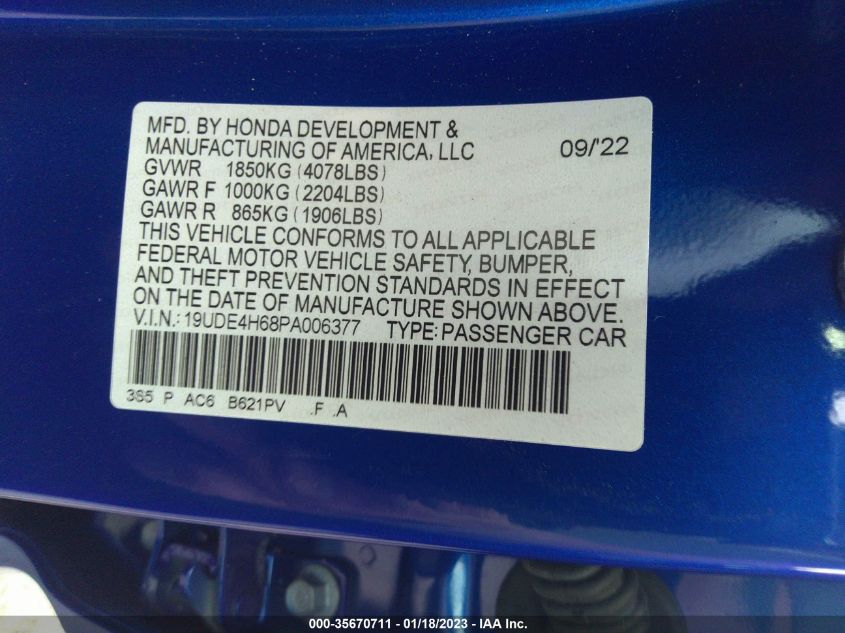 MFD. BY HONDA DEVELOPMENT &
MANUFACTURING OF AMERICA, LLC 09/'22
GVWR 1850KG (4078LBS)
GAWR F 1000KG (2204LBS)
GAWR R 865KG (1906LBS)
THIS VEHICLE CONFORMS TO ALL APPLICABLE
FEDERAL MOTOR VEHICLE SAFETY, BUMPER,
AND THEFT PREVENTION STANDARDS IN EFFECT
ON THE DATE OF MANUFACTURE SHOWN ABOVE.
V.I.N.: 19UDE4H68PA006377 TYPE: PASSENGER CAR
3S5 P AC6 B621PV .F .A
000-35670711 - 01/18/2023 - IAA Inc.